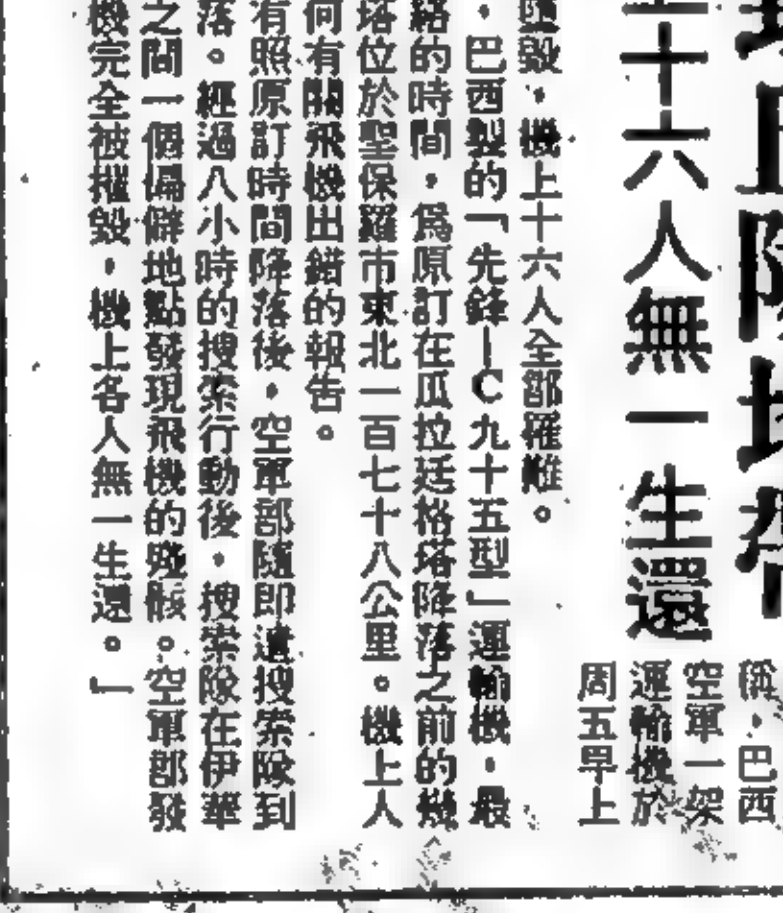 十六人無一生還
稱，巴西
空軍一架
運輸機於
周五早上
墮毀，機上十六人全部罹難。
，巴西製的「先鋒—C九十五型」運輸機，最
絡的時間，為原訂在瓜拉廷格塔降落之前的幾
塔位於聖保羅市東北一百七十八公里。機上人
何有關飛機出錯的報告。
有照原訂時間降落後，空軍部隨即遣搜索隊到
落。經過八小時的搜索行動後，搜索隊在伊華
之間一個偏僻地點發現飛機的殘骸。空軍部發
機完全被摧毀，機上各人無一生還。」